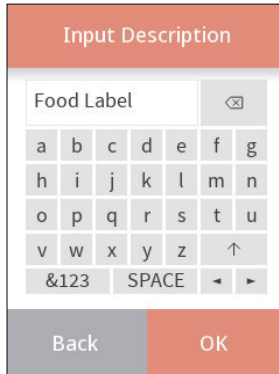 Input Description
Food Label ⌫
a b c d e f g
h i j k l m n
o p q r s t u
v w x y z ↑
&123 SPACE ◄ ►
Back OK